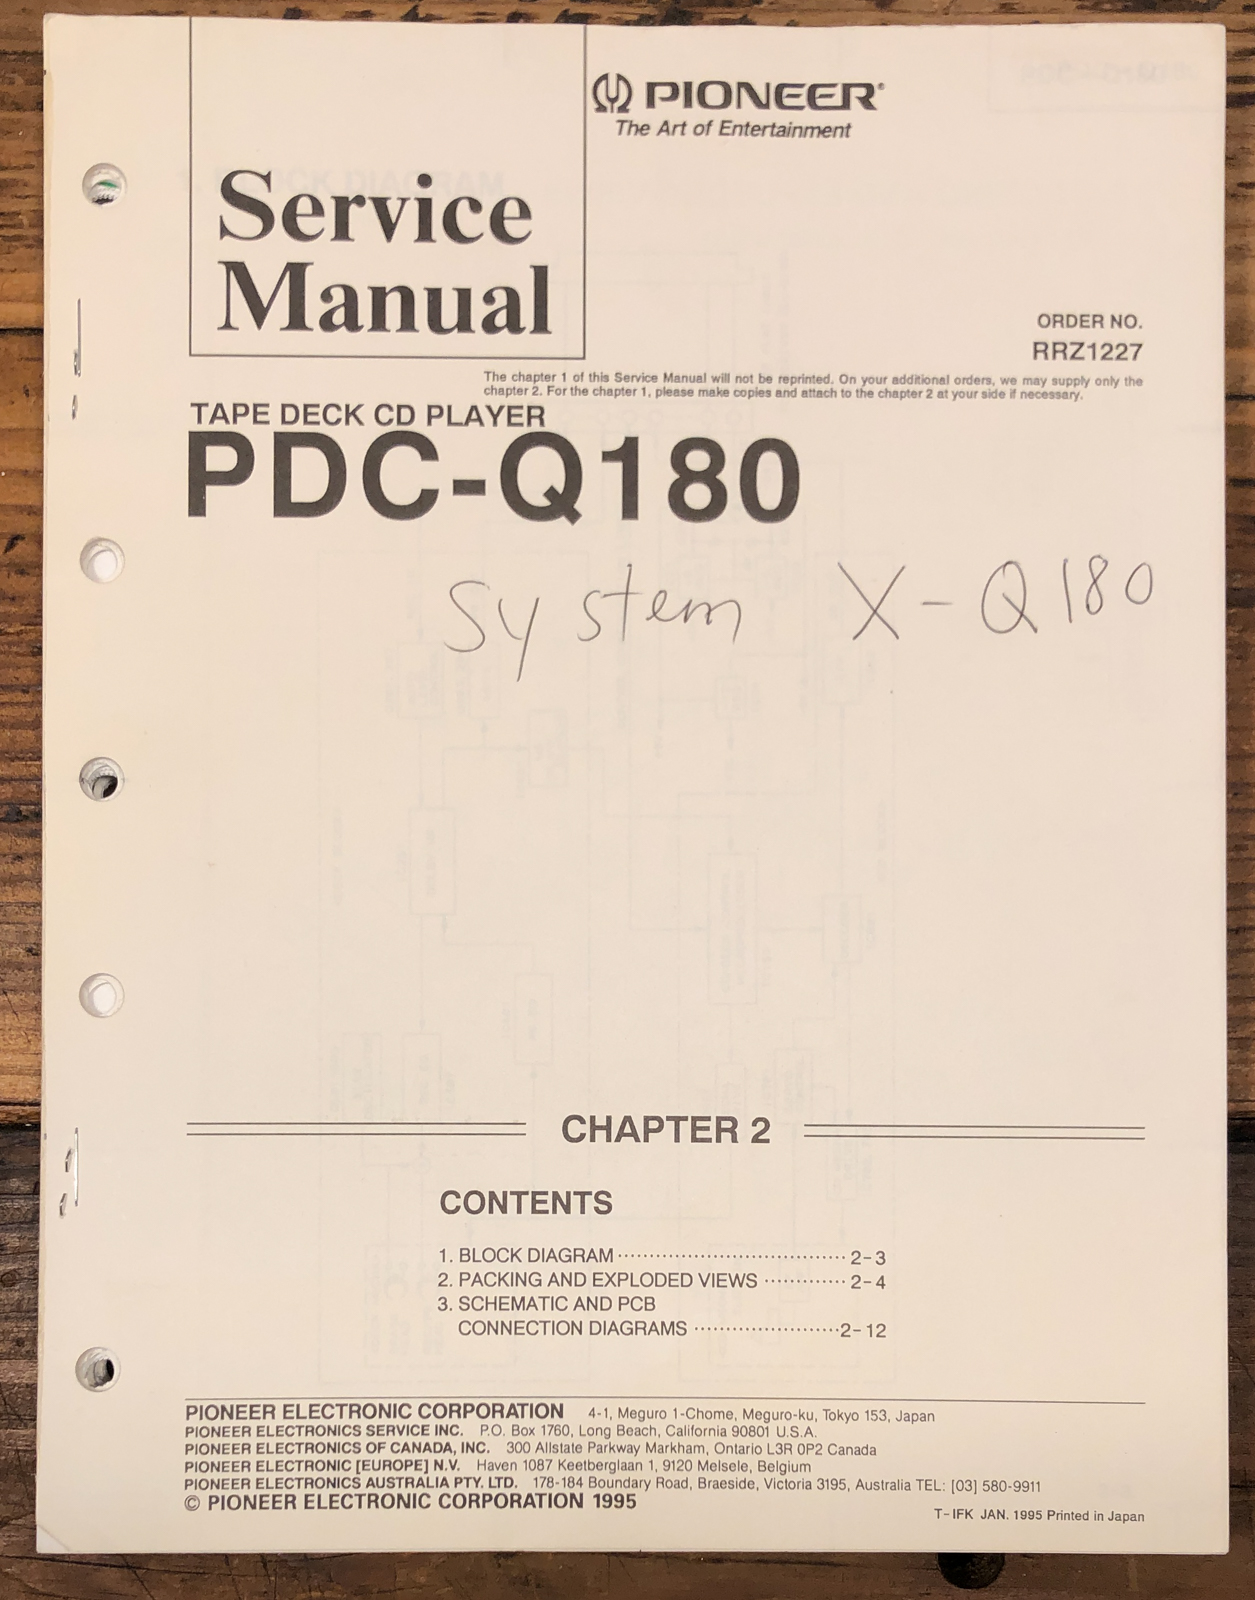 PIONEER®
The Art of Entertainment
Service
Manual
ORDER NO.
RRZ1227
The chapter 1 of this Service Manual will not be reprinted. On your additional orders, we may supply only the
chapter 2. For the chapter 1, please make copies and attach to the chapter 2 at your side if necessary.
TAPE DECK CD PLAYER
PDC-Q180
System X-Q180
CHAPTER 2
CONTENTS
1. BLOCK DIAGRAM ···································· 2-3
2. PACKING AND EXPLODED VIEWS ············· 2-4
3. SCHEMATIC AND PCB
CONNECTION DIAGRAMS ······················· 2-12
PIONEER ELECTRONIC CORPORATION 4-1, Meguro 1-Chome, Meguro-ku, Tokyo 153, Japan
PIONEER ELECTRONICS SERVICE INC. P.O. Box 1760, Long Beach, California 90801 U.S.A.
PIONEER ELECTRONICS OF CANADA, INC. 300 Allstate Parkway Markham, Ontario L3R 0P2 Canada
PIONEER ELECTRONIC [EUROPE] N.V. Haven 1087 Keetberglaan 1, 9120 Melsele, Belgium
PIONEER ELECTRONICS AUSTRALIA PTY. LTD. 178-184 Boundary Road, Braeside, Victoria 3195, Australia TEL: [03] 580-9911
© PIONEER ELECTRONIC CORPORATION 1995
T-IFK JAN. 1995 Printed in Japan